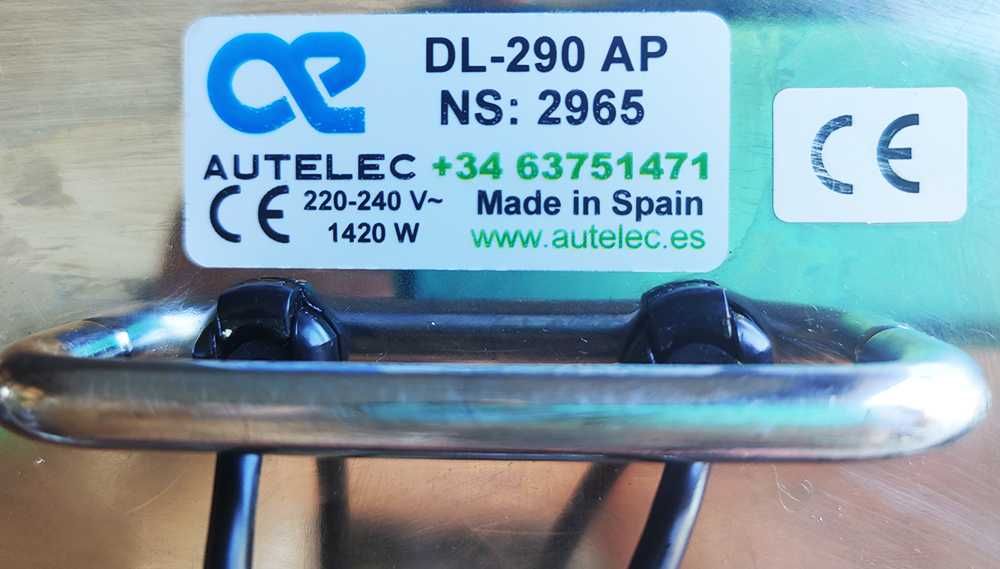 DL-290 AP
NS: 2965
AUTELEC +34 63751471
CE 220-240 V~ Made in Spain
1420 W www.autelec.es
CE